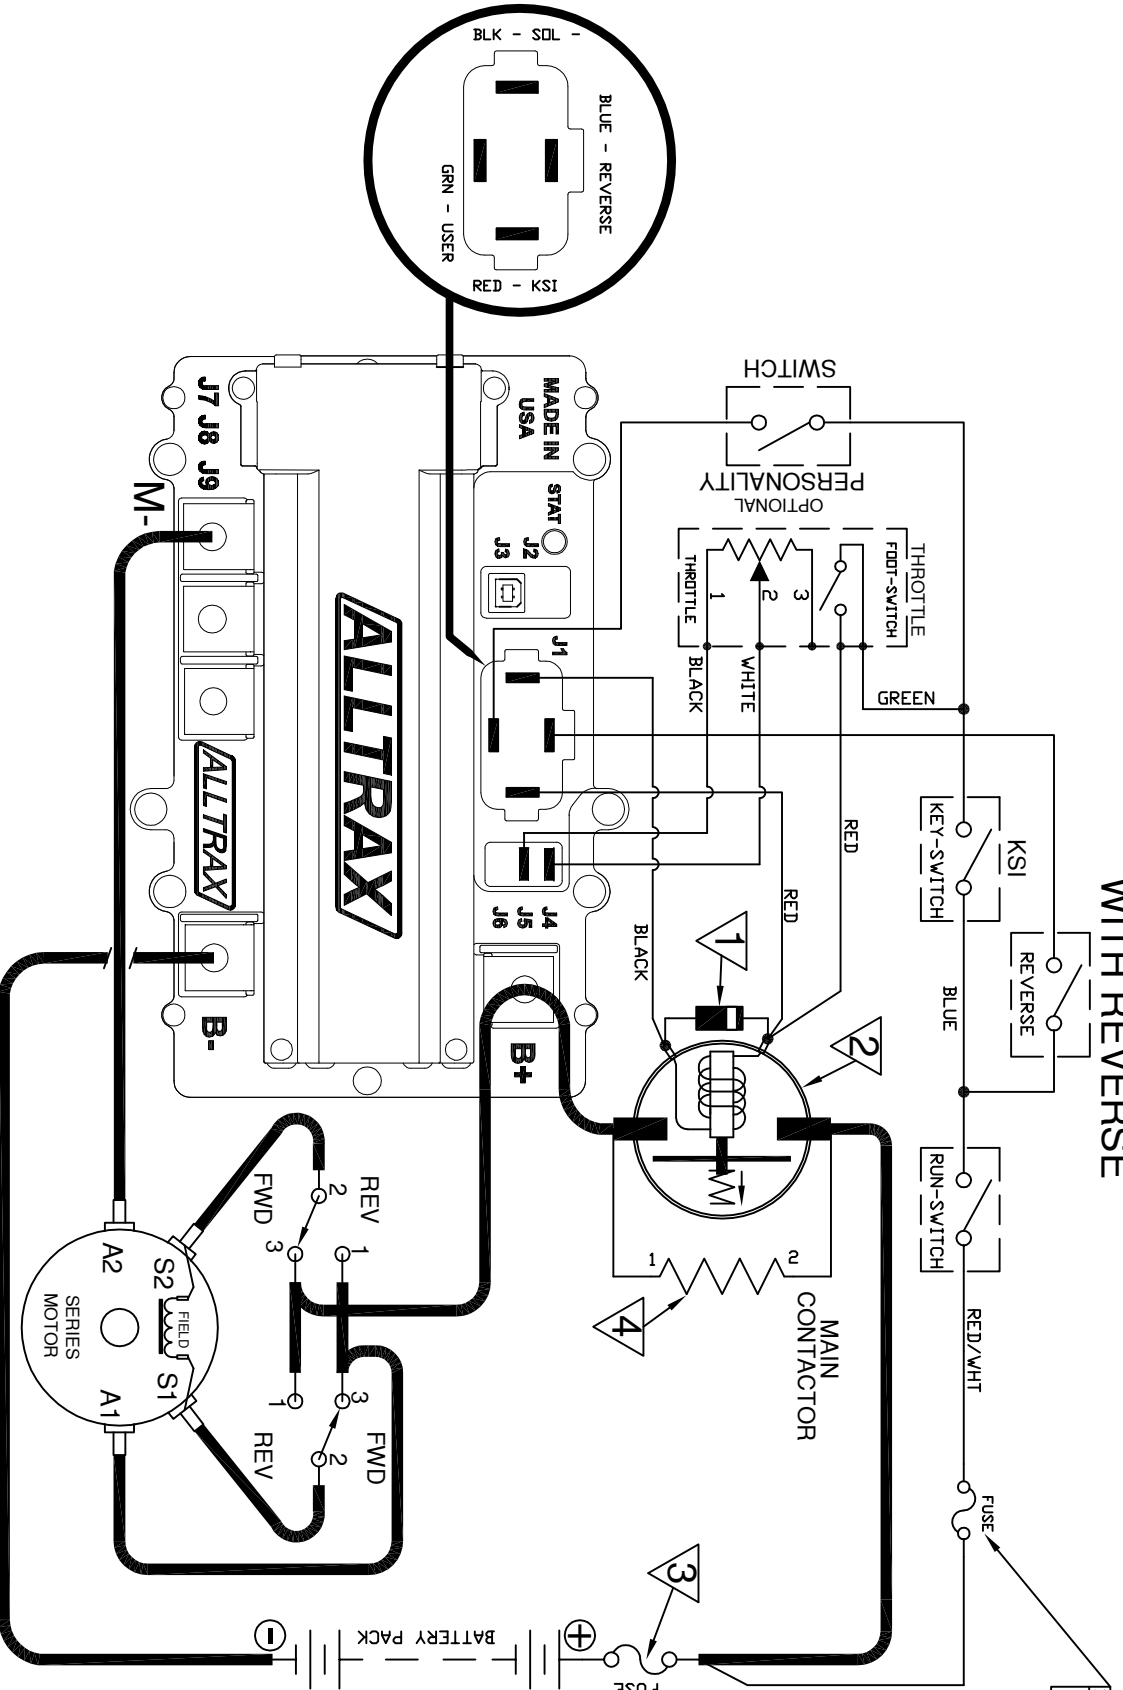 WITH REVERSE
BLK - SOL -
BLUE - REVERSE
GRN - USER
RED - KSI
SWITCH
PERSONALITY
OPTIONAL
THROTTLE
FOOT-SWITCH
THROTTLE
1
2
3
BLACK
WHITE
GREEN
RED
KSI
KEY-SWITCH
BLUE
REVERSE
RUN-SWITCH
RED/WHT
FUSE
RED
BLACK
1
2
MAIN
CONTACTOR
1
2
4
3
FUSE
MADE IN
USA
STAT
J2
J3
J1
J4
J5
J6
B+
ALLTRAX
ALLTRAX
J7 J8 J9
M-
B-
REV
FWD
2
3
1
1
3
2
FWD
REV
A2
S2
FIELD
S1
A1
SERIES
MOTOR
BATTERY PACK
-
+